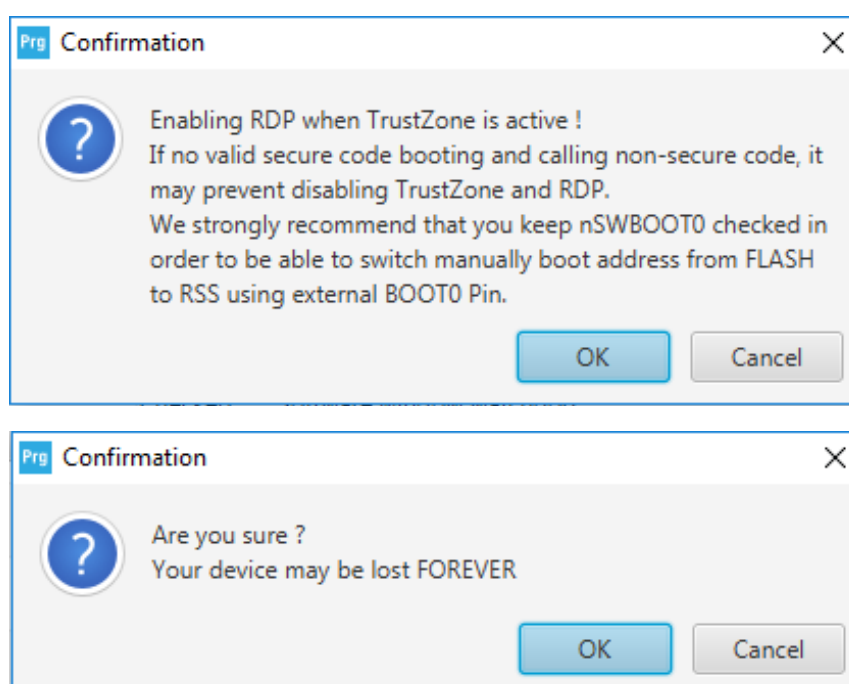 Prg Confirmation
?
Enabling RDP when TrustZone is active !
If no valid secure code booting and calling non-secure code, it
may prevent disabling TrustZone and RDP.
We strongly recommend that you keep nSWBOOT0 checked in
order to be able to switch manually boot address from FLASH
to RSS using external BOOT0 Pin.
OK Cancel
Prg Confirmation
?
Are you sure ?
Your device may be lost FOREVER
OK Cancel